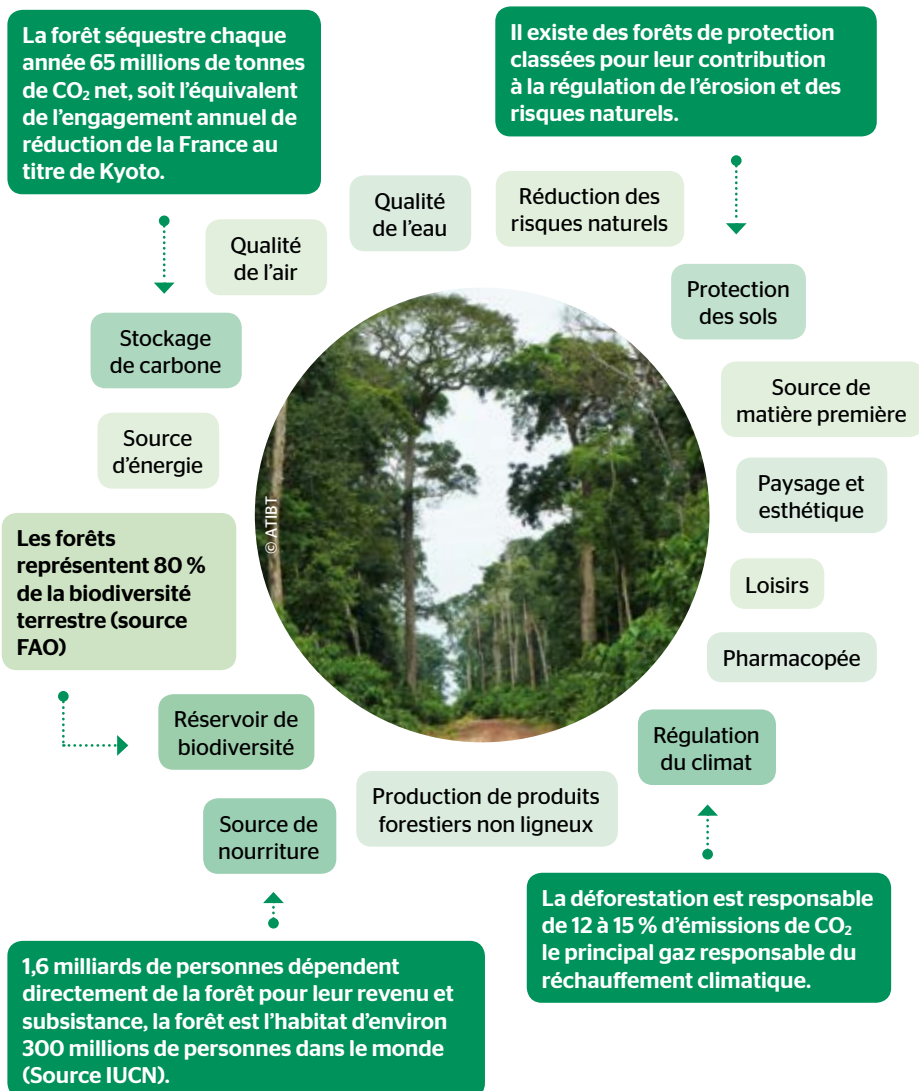 La forêt séquestre chaque
année 65 millions de tonnes
de CO₂ net, soit l’équivalent
de l’engagement annuel de
réduction de la France au
titre de Kyoto.
Il existe des forêts de protection
classées pour leur contribution
à la régulation de l’érosion et des
risques naturels.
Qualité
de l’air
Qualité
de l’eau
Réduction des
risques naturels
Protection
des sols
Stockage
de carbone
Source de
matière première
Source
d’énergie
Paysage et
esthétique
© ATIBT
Les forêts
représentent 80 %
de la biodiversité
terrestre (source
FAO)
Loisirs
Pharmacopée
Réservoir de
biodiversité
Régulation
du climat
Production de produits
forestiers non ligneux
Source de
nourriture
La déforestation est responsable
de 12 à 15 % d’émissions de CO₂
le principal gaz responsable du
réchauffement climatique.
1,6 milliards de personnes dépendent
directement de la forêt pour leur revenu et
subsistance, la forêt est l’habitat d’environ
300 millions de personnes dans le monde
(Source IUCN).